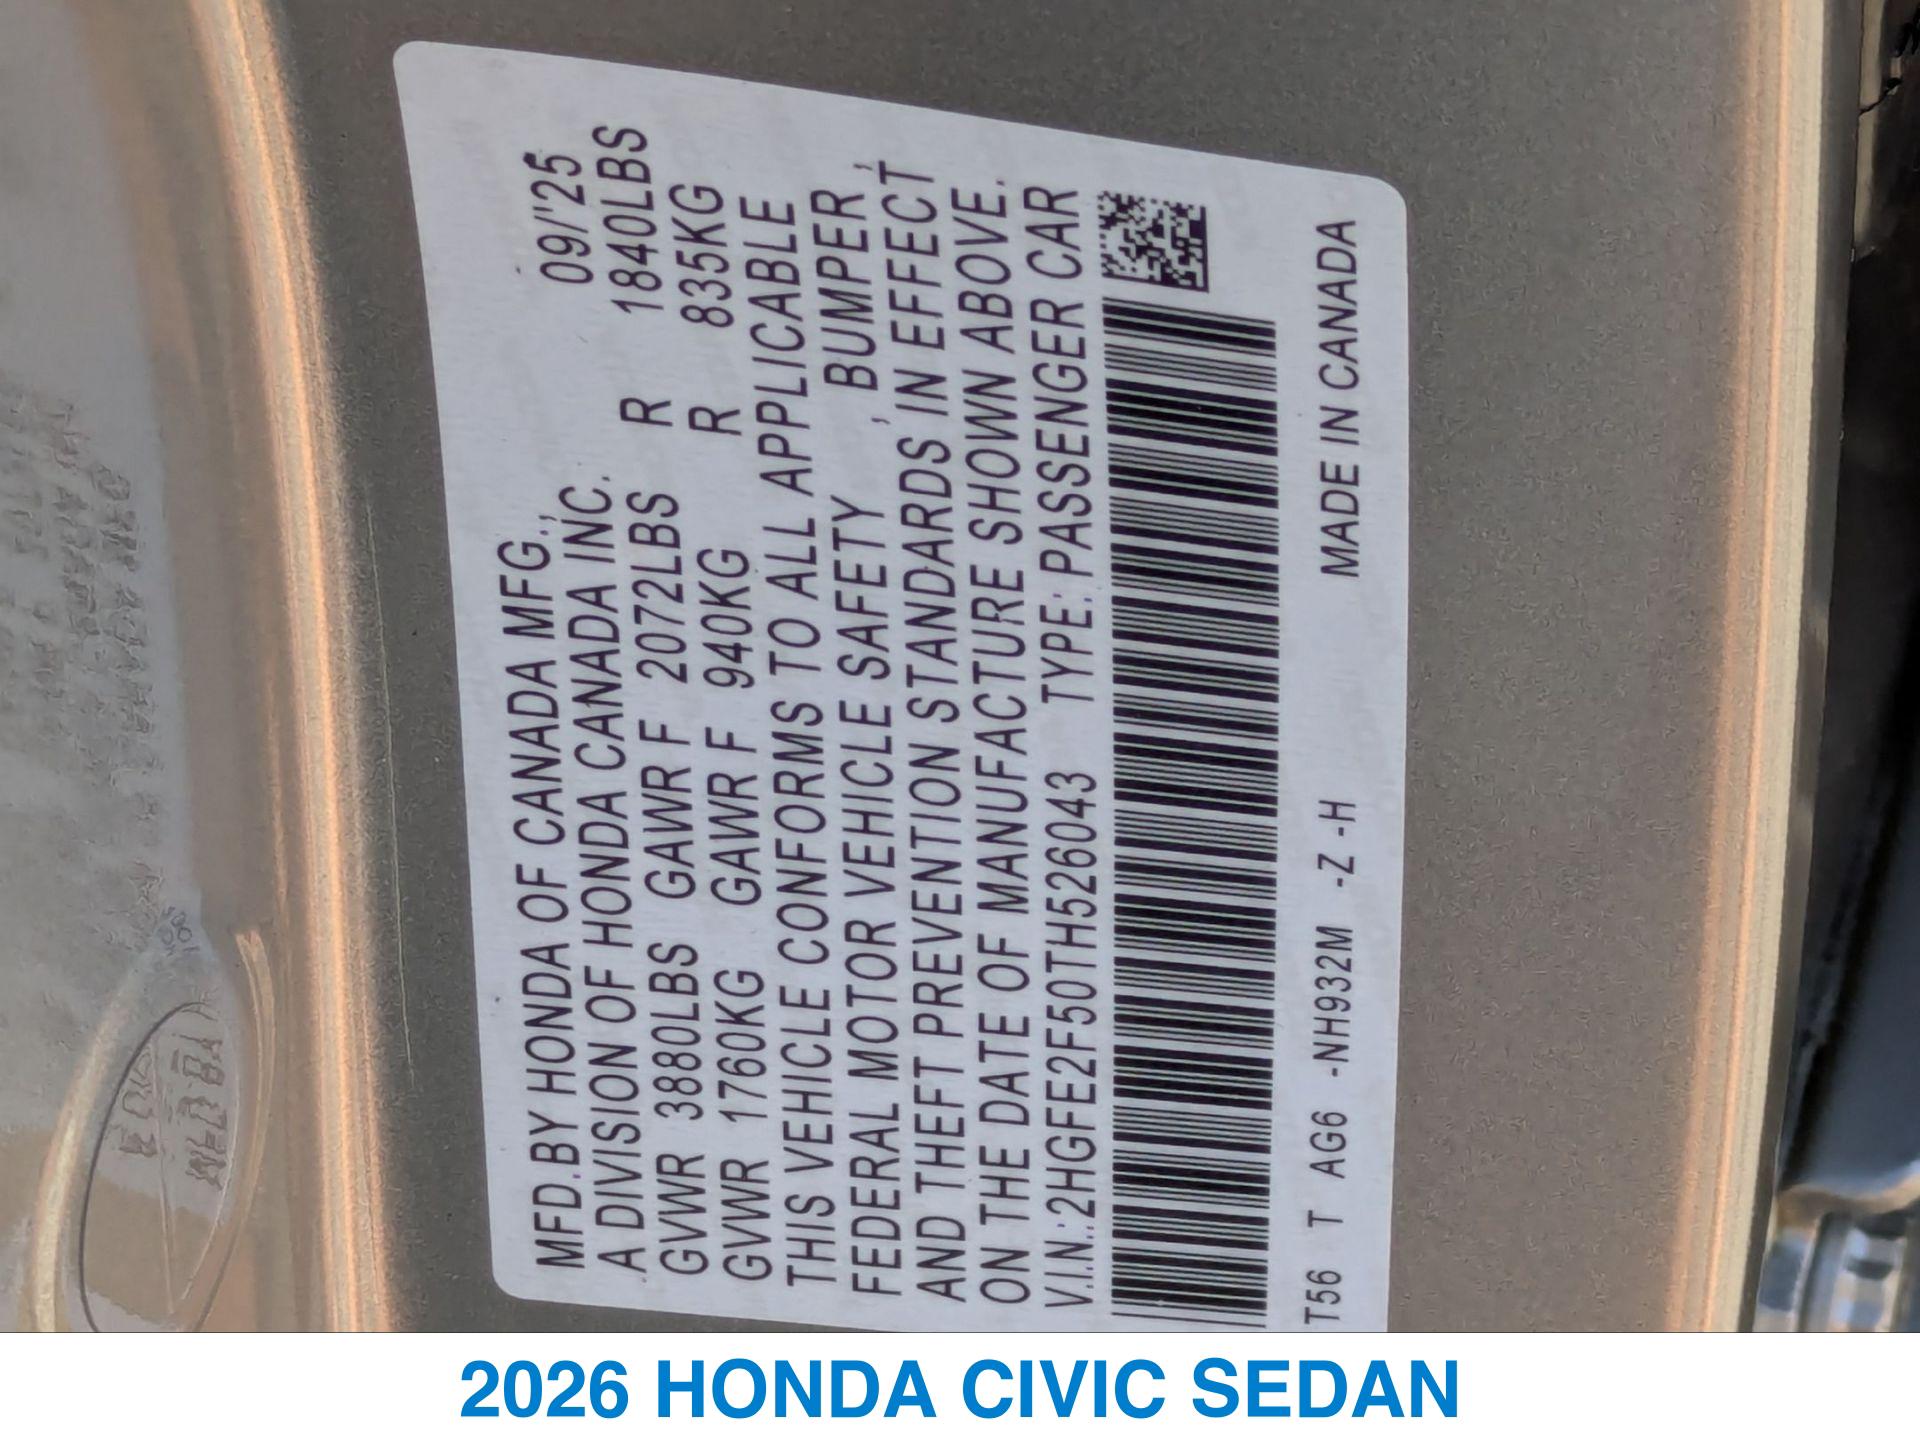 MFD.BY HONDA OF CANADA MFG., 09/'25
A DIVISION OF HONDA CANADA INC.
GVWR 3880LBS GAWR F 2072LBS R 1840LBS
GVWR 1760KG GAWR F 940KG R 835KG
THIS VEHICLE CONFORMS TO ALL APPLICABLE
FEDERAL MOTOR VEHICLE SAFETY, BUMPER,
AND THEFT PREVENTION STANDARDS IN EFFECT
ON THE DATE OF MANUFACTURE SHOWN ABOVE.
V.I.N.:2HGFE2F50TH526043 TYPE: PASSENGER CAR
T56 T AG6 -NH932M -Z -H MADE IN CANADA
2026 HONDA CIVIC SEDAN